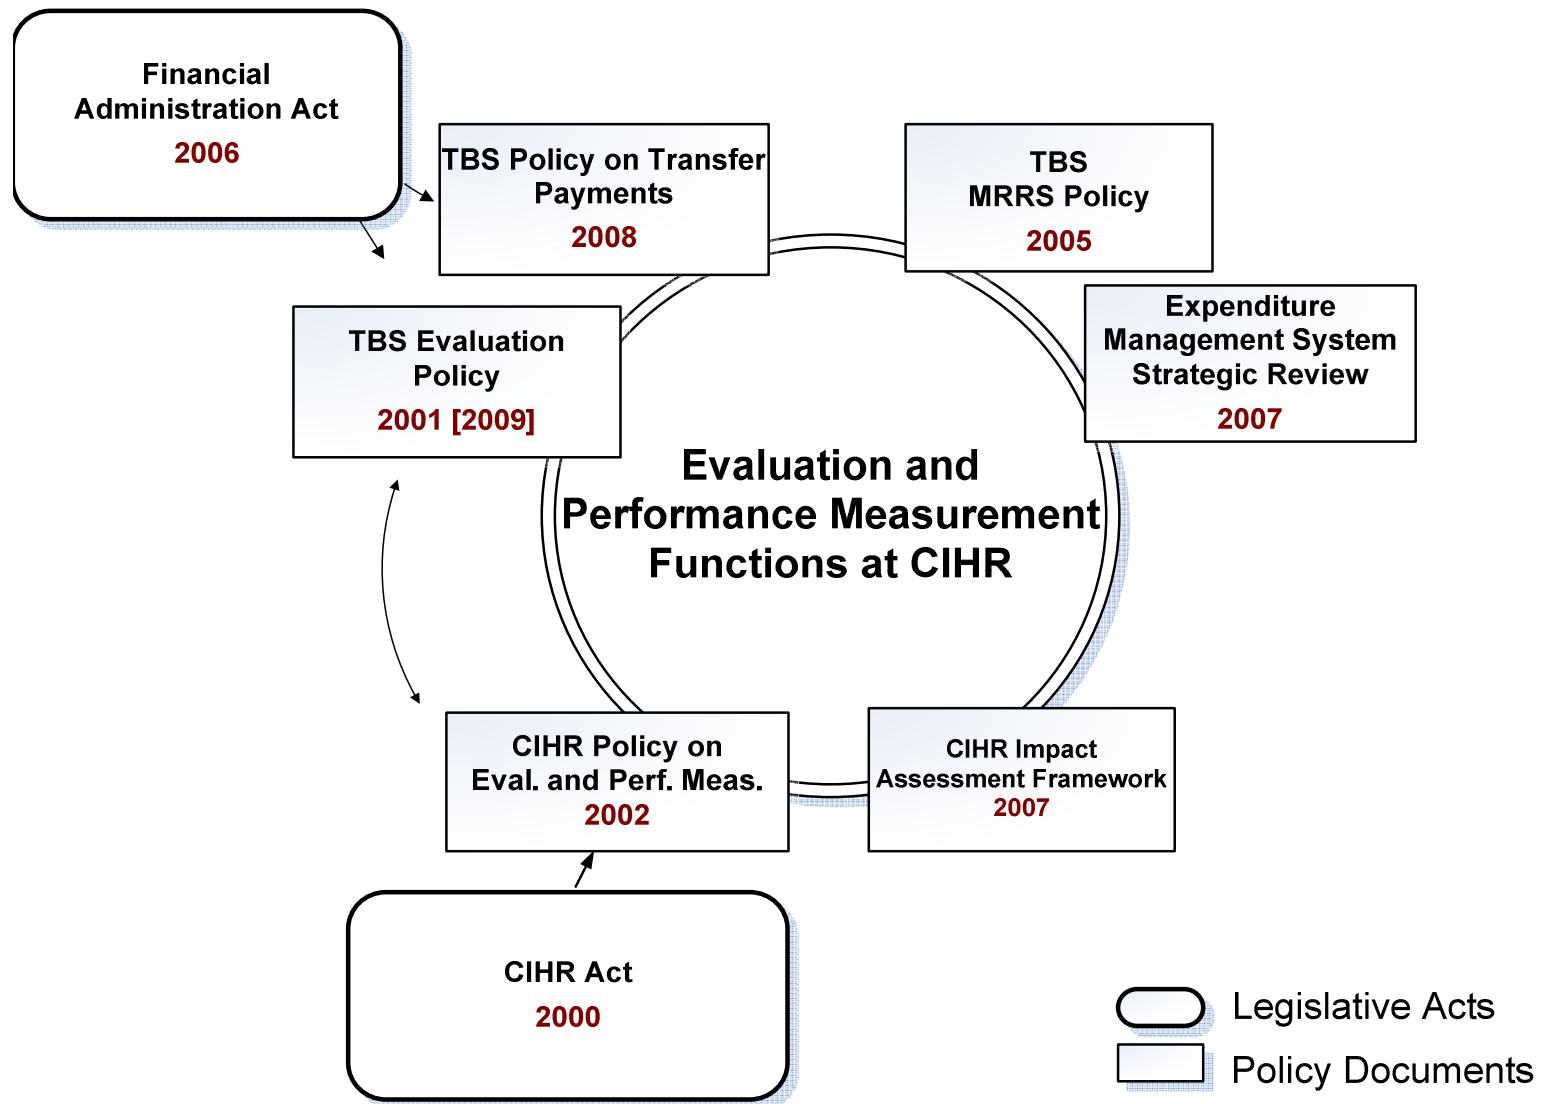 Financial
Administration Act
2006
TBS Policy on Transfer
Payments
2008
TBS
MRRS Policy
2005
Expenditure
Management System
Strategic Review
2007
TBS Evaluation
Policy
2001 [2009]
Evaluation and
Performance Measurement
Functions at CIHR
CIHR Policy on
Eval. and Perf. Meas.
2002
CIHR Impact
Assessment Framework
2007
CIHR Act
2000
Legislative Acts
Policy Documents